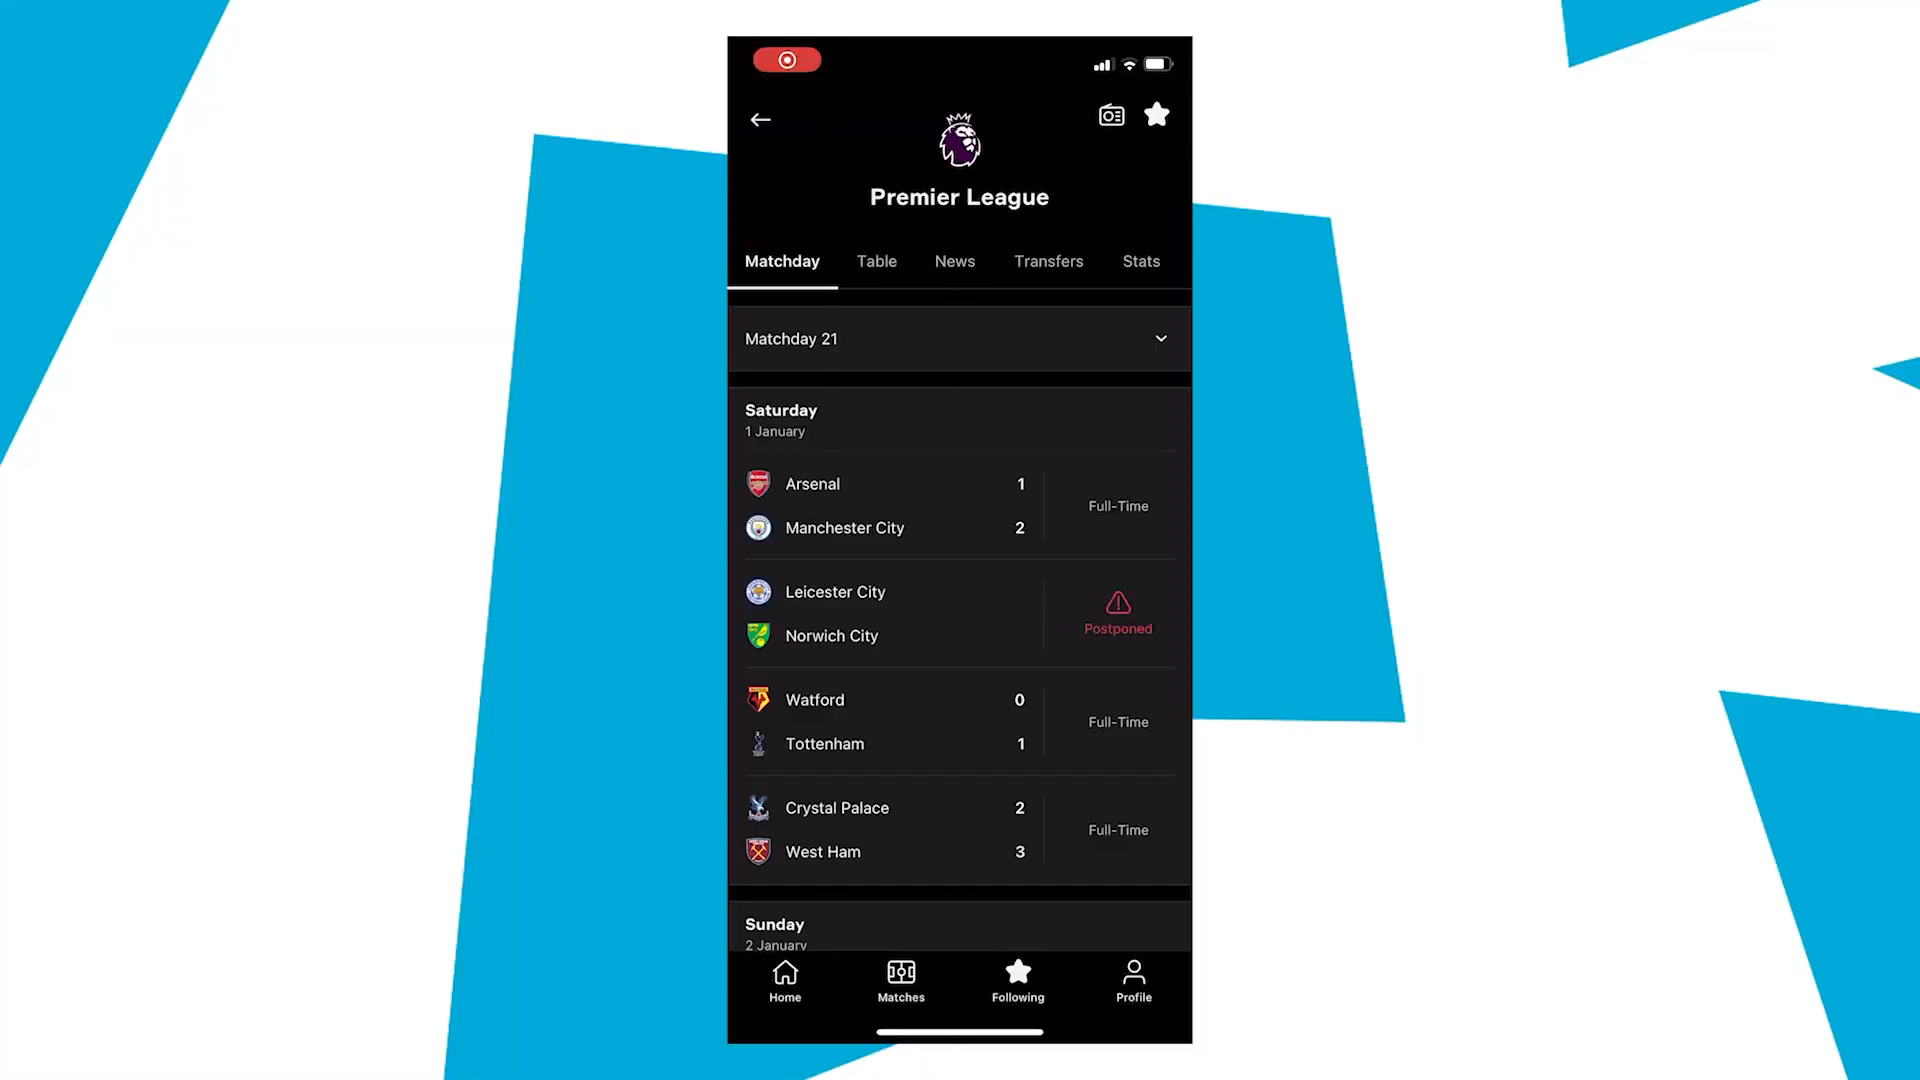 Premier League
Matchday Table News Transfers Stats
Matchday 21
Saturday
1 January
Arsenal 1
Full-Time
Manchester City 2
Leicester City
Postponed
Norwich City
Watford 0
Full-Time
Tottenham 1
Crystal Palace 2
Full-Time
West Ham 3
Sunday
2 January
Home Matches Following Profile